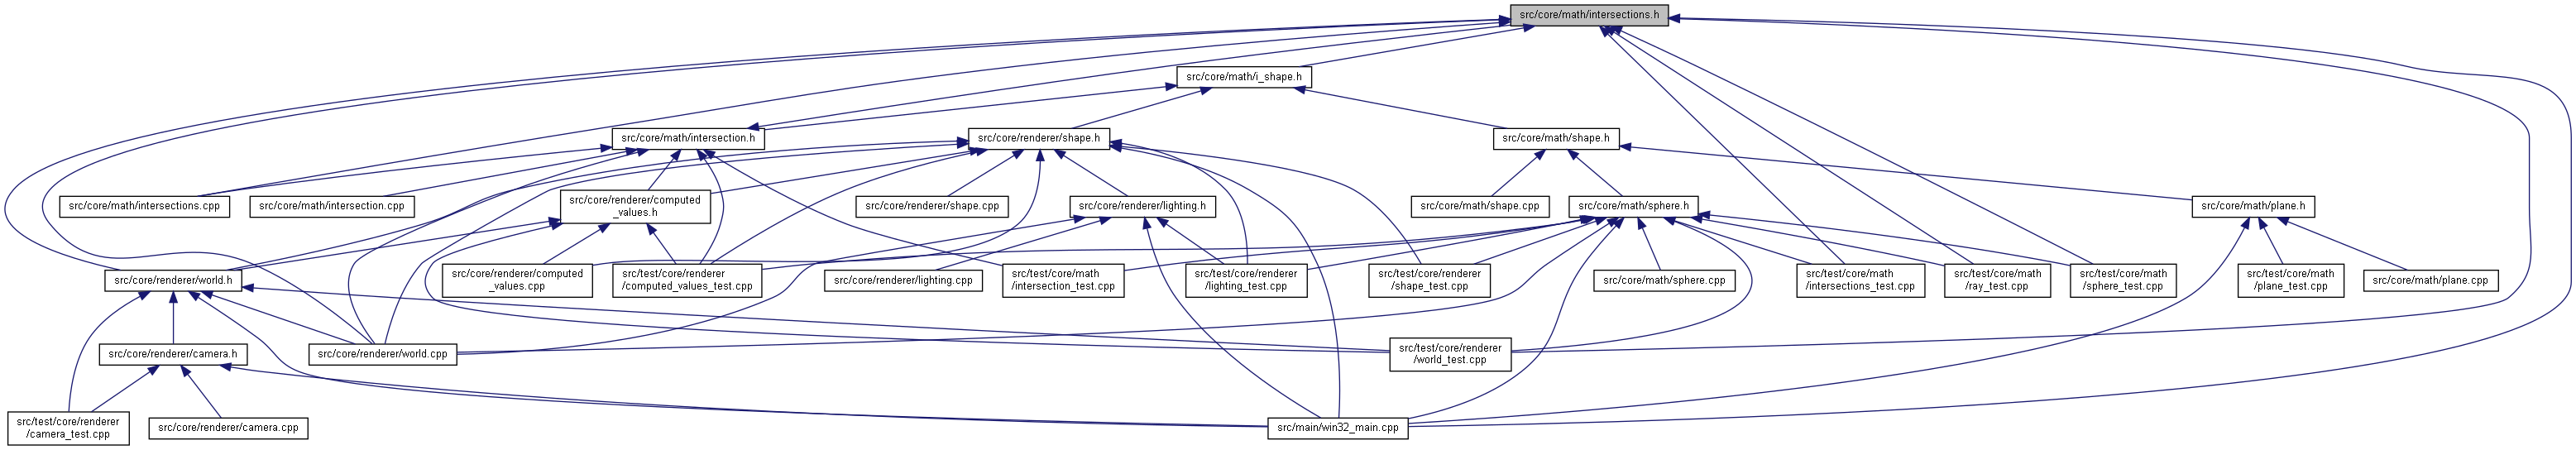 src/core/math/intersections.h
src/core/math/i_shape.h
src/core/math/intersection.h
src/core/renderer/shape.h
src/core/math/shape.h
src/core/math/intersections.cpp
src/core/math/intersection.cpp
src/core/renderer/computed
_values.h
src/core/renderer/shape.cpp
src/core/renderer/lighting.h
src/core/math/shape.cpp
src/core/math/sphere.h
src/core/math/plane.h
src/core/renderer/world.h
src/core/renderer/computed
_values.cpp
src/test/core/renderer
/computed_values_test.cpp
src/core/renderer/lighting.cpp
src/test/core/math
/intersection_test.cpp
src/test/core/renderer
/lighting_test.cpp
src/test/core/renderer
/shape_test.cpp
src/core/math/sphere.cpp
src/test/core/math
/intersections_test.cpp
src/test/core/math
/ray_test.cpp
src/test/core/math
/sphere_test.cpp
src/test/core/math
/plane_test.cpp
src/core/math/plane.cpp
src/core/renderer/camera.h
src/core/renderer/world.cpp
src/test/core/renderer
/world_test.cpp
src/test/core/renderer
/camera_test.cpp
src/core/renderer/camera.cpp
src/main/win32_main.cpp